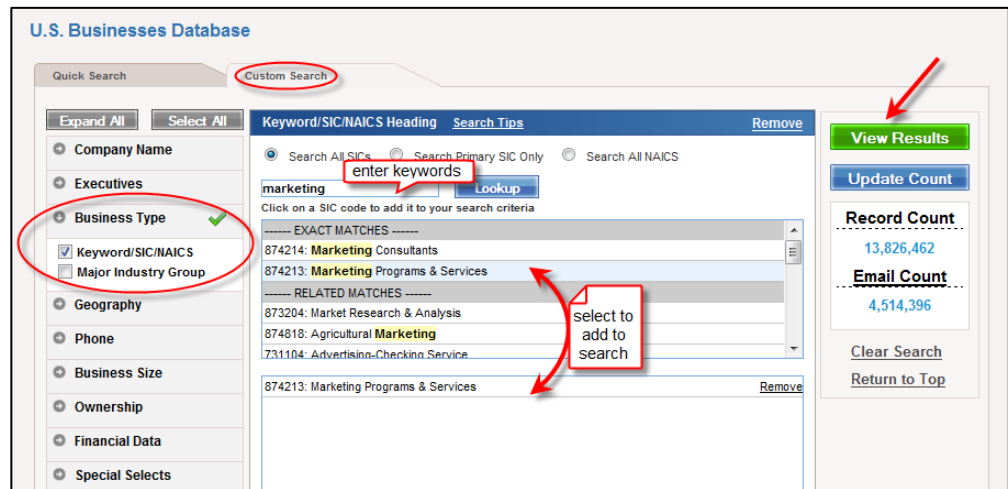 U.S. Businesses Database
Quick Search
Custom Search
Expand All
Select All
Company Name
Executives
Business Type
Keyword/SIC/NAICS
Major Industry Group
Geography
Phone
Business Size
Ownership
Financial Data
Special Selects
Keyword/SIC/NAICS Heading Search Tips Remove
Search All SICs Search Primary SIC Only Search All NAICS
enter keywords
marketing Lookup
Click on a SIC code to add it to your search criteria
------ EXACT MATCHES ------
874214: Marketing Consultants
874213: Marketing Programs & Services
------ RELATED MATCHES ------
873204: Market Research & Analysis
874818: Agricultural Marketing
731104: Advertising-Checking Service
select to
add to
search
874213: Marketing Programs & Services Remove
View Results
Update Count
Record Count
13,826,462
Email Count
4,514,396
Clear Search
Return to Top